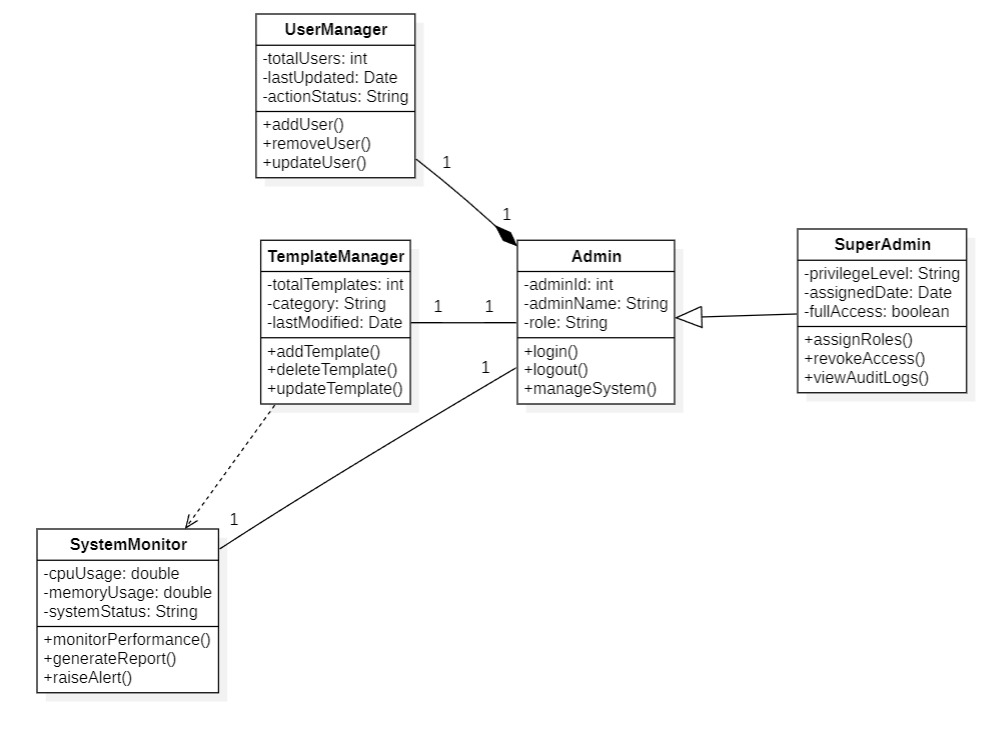 UserManager
-totalUsers: int
-lastUpdated: Date
-actionStatus: String
+addUser()
+removeUser()
+updateUser()
1
1
TemplateManager
-totalTemplates: int
-category: String
-lastModified: Date
+addTemplate()
+deleteTemplate()
+updateTemplate()
1
1
1
Admin
-adminId: int
-adminName: String
-role: String
+login()
+logout()
+manageSystem()
SuperAdmin
-privilegeLevel: String
-assignedDate: Date
-fullAccess: boolean
+assignRoles()
+revokeAccess()
+viewAuditLogs()
1
SystemMonitor
-cpuUsage: double
-memoryUsage: double
-systemStatus: String
+monitorPerformance()
+generateReport()
+raiseAlert()